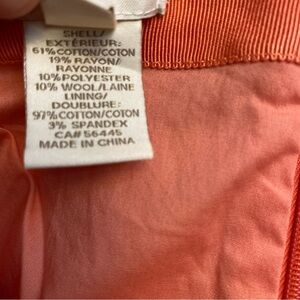 SHELL/
EXTÉRIEUR:
61%COTTON/COTON
19% RAYON/
RAYONNE
10%POLYESTER
10% WOOL/LAINE
LINING/
DOUBLURE:
97%COTTON/COTON
3% SPANDEX
CA# 56445
MADE IN CHINA